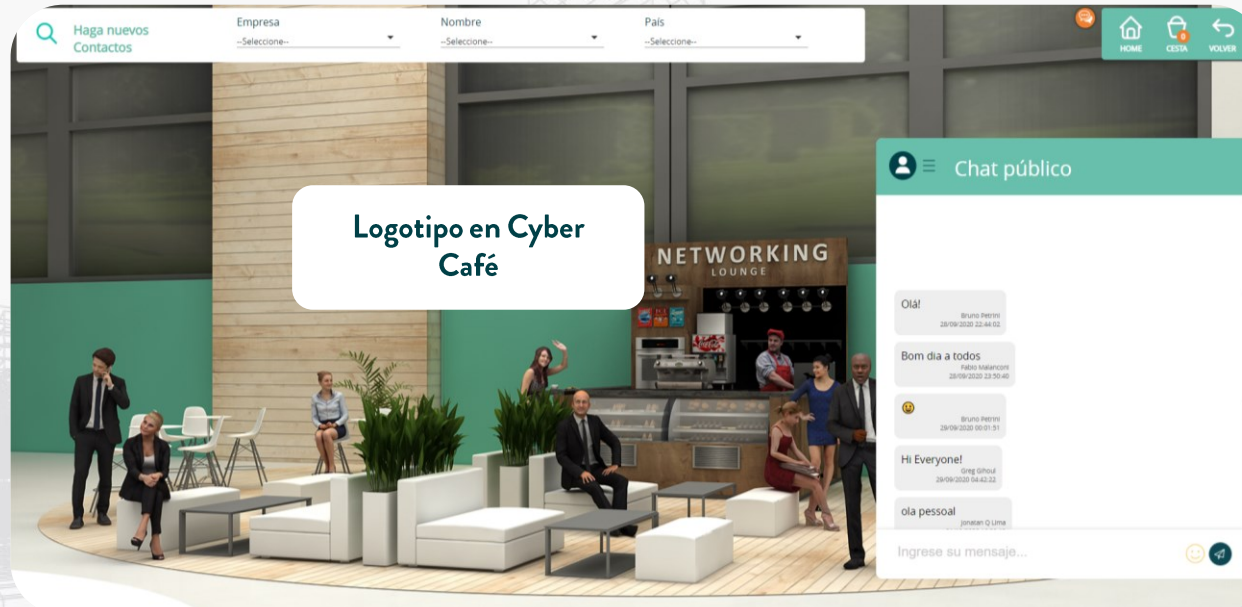 Haga nuevos
Contactos
Empresa
--Seleccione--
Nombre
--Seleccione--
País
--Seleccione--
HOME
0
CESTA
VOLVER
Logotipo en Cyber
Café
NETWORKING
LOUNGE
Chat público
Olá!
Bruno Petrini
28/09/2020 22:44:02
Bom dia a todos
Fabio Malanconi
28/09/2020 23:50:40
Bruno Petrini
29/09/2020 00:01:51
Hi Everyone!
Greg Ghoul
29/09/2020 04:42:22
ola pessoal
Jonatan Q Lima
Ingrese su mensaje...